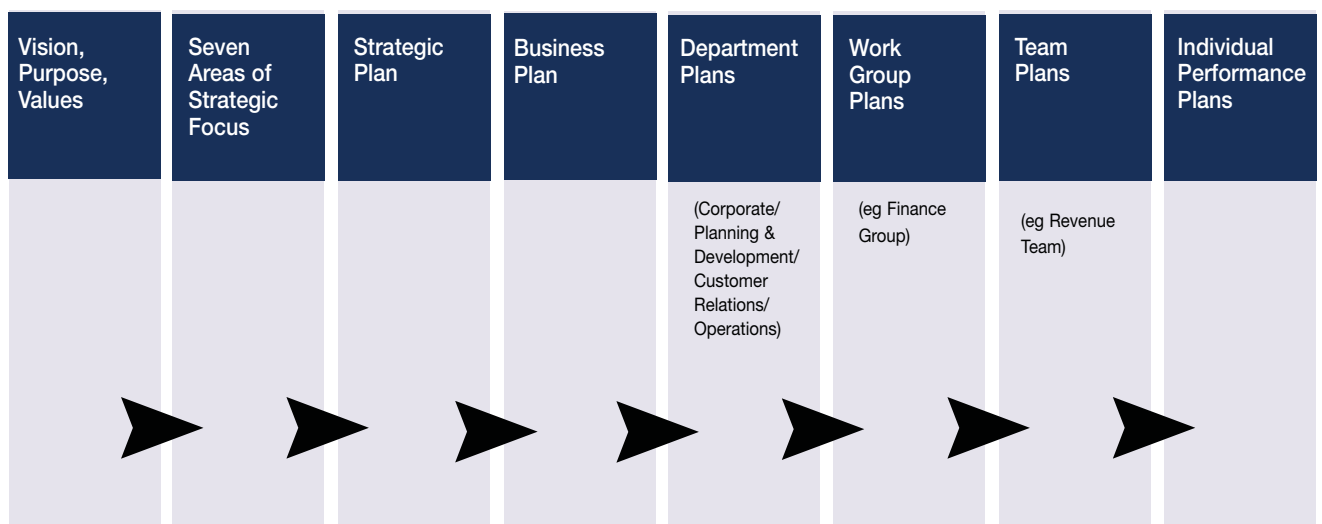 Vision,
Purpose,
Values
Seven
Areas of
Strategic
Focus
Strategic
Plan
Business
Plan
Department
Plans
(Corporate/
Planning &
Development/
Customer
Relations/
Operations)
Work
Group
Plans
(eg Finance
Group)
Team
Plans
(eg Revenue
Team)
Individual
Performance
Plans